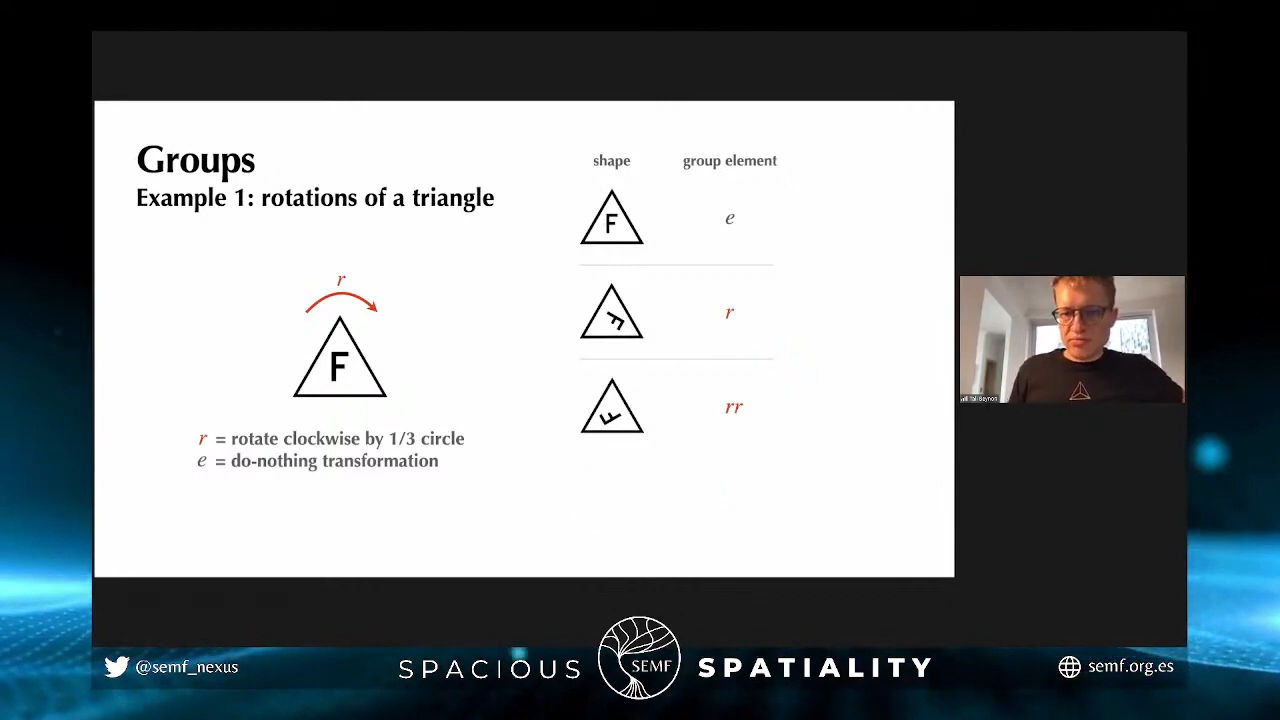 Groups
Example 1: rotations of a triangle
r
F
r = rotate clockwise by 1/3 circle
e = do-nothing transformation
shape group element
F e
F r
F rr
@semf_nexus
SPACIOUS SEMF SPATIALITY
semf.org.es